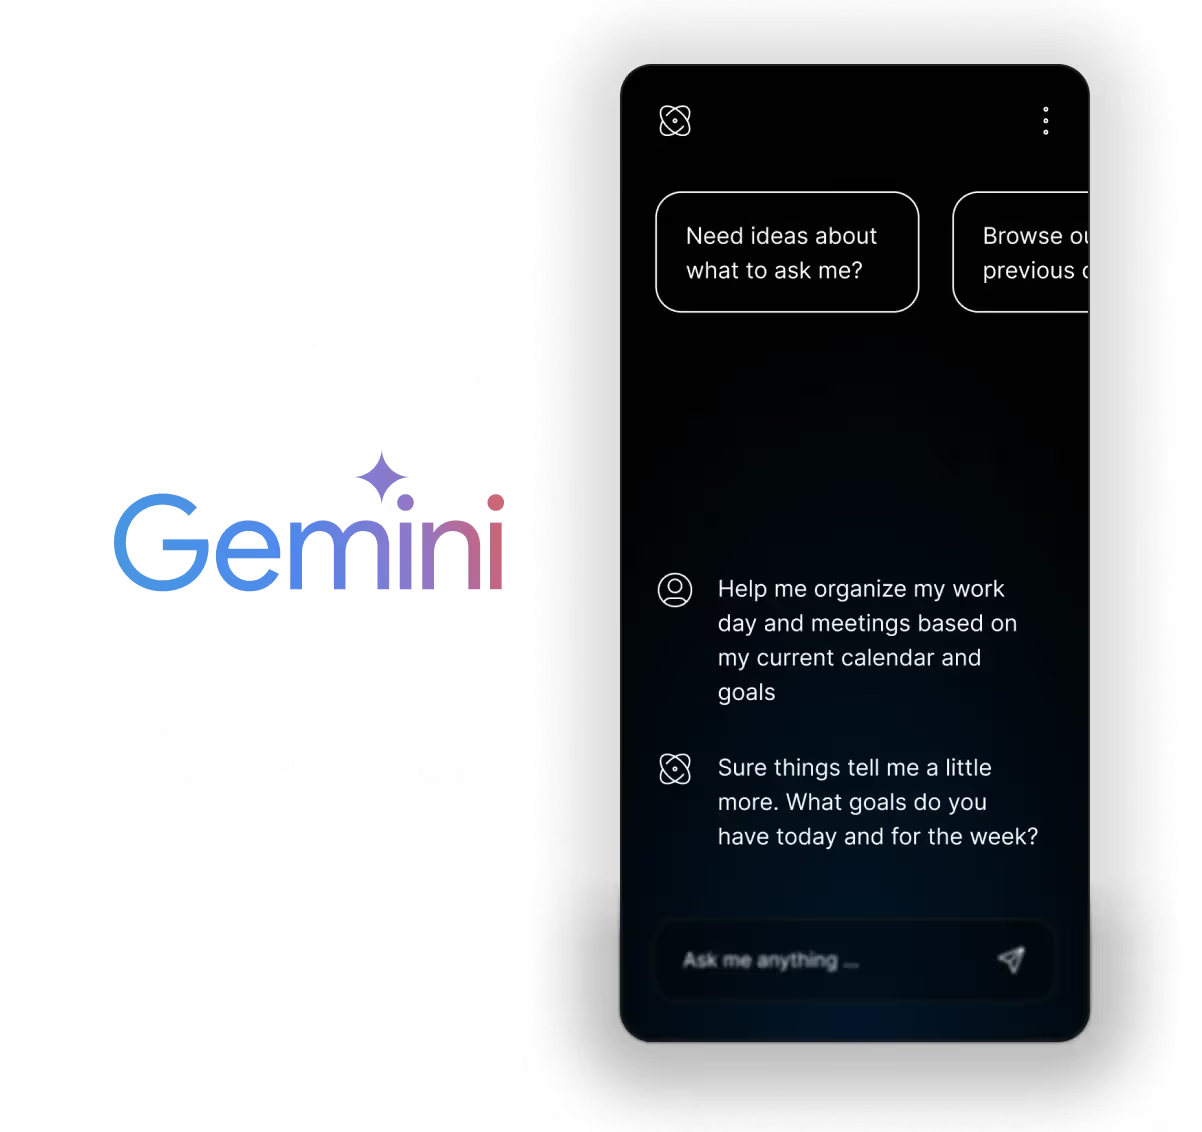 Gemini
Need ideas about
what to ask me?
Browse
previous
Help me organize my work
day and meetings based on
my current calendar and
goals
Sure things tell me a little
more. What goals do you
have today and for the week?
Ask me anything ...